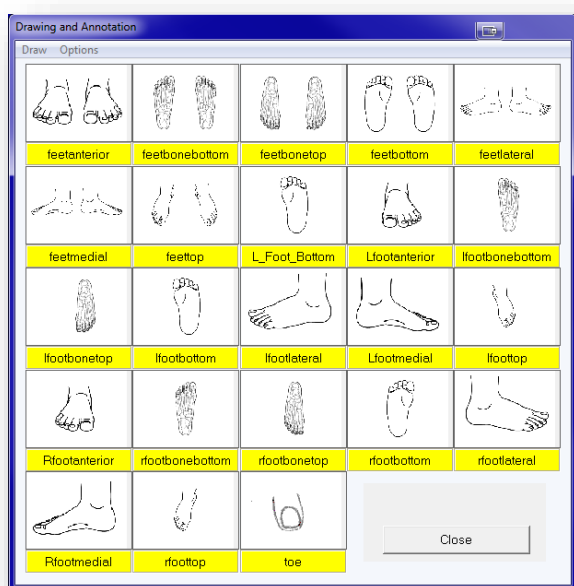 Drawing and Annotation
Draw Options
feetanterior feetbonebottom feetbonetop feetbottom feetlateral
feetmedial feettop L_Foot_Bottom Lfootanterior lfootbonebottom
lfootbonetop lfootbottom lfootlateral Lfootmedial lfoottop
Rfootanterior rfootbonebottom rfootbonetop rfootbottom rfootlateral
Rfootmedial rfoottop toe
Close